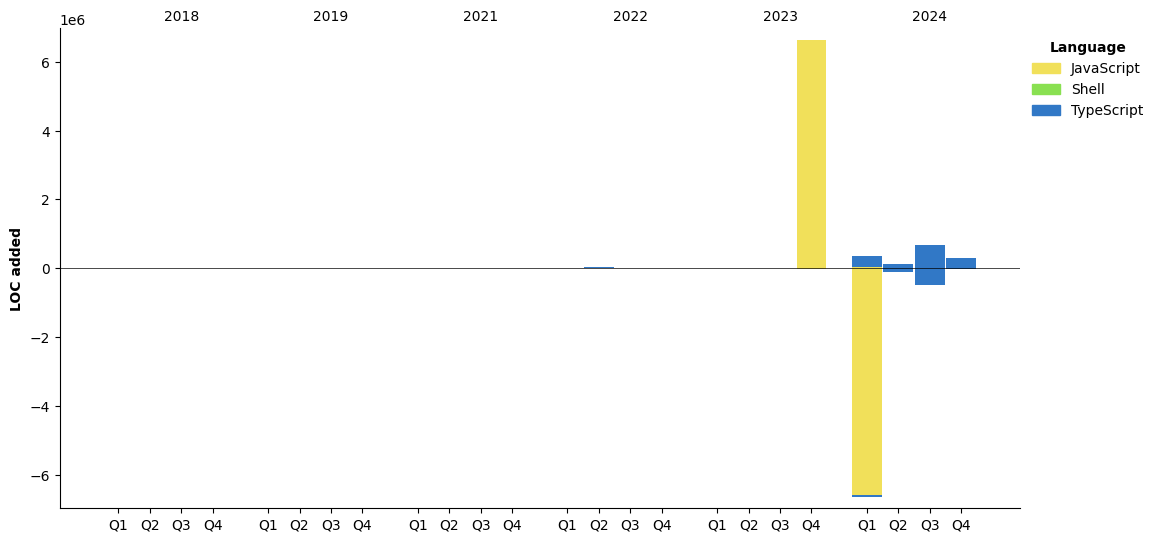 1e6
2018 2019 2021 2022 2023 2024
Language
JavaScript
Shell
TypeScript
LOC added
6
4
2
0
−2
−4
−6
Q1 Q2 Q3 Q4 Q1 Q2 Q3 Q4 Q1 Q2 Q3 Q4 Q1 Q2 Q3 Q4 Q1 Q2 Q3 Q4 Q1 Q2 Q3 Q4